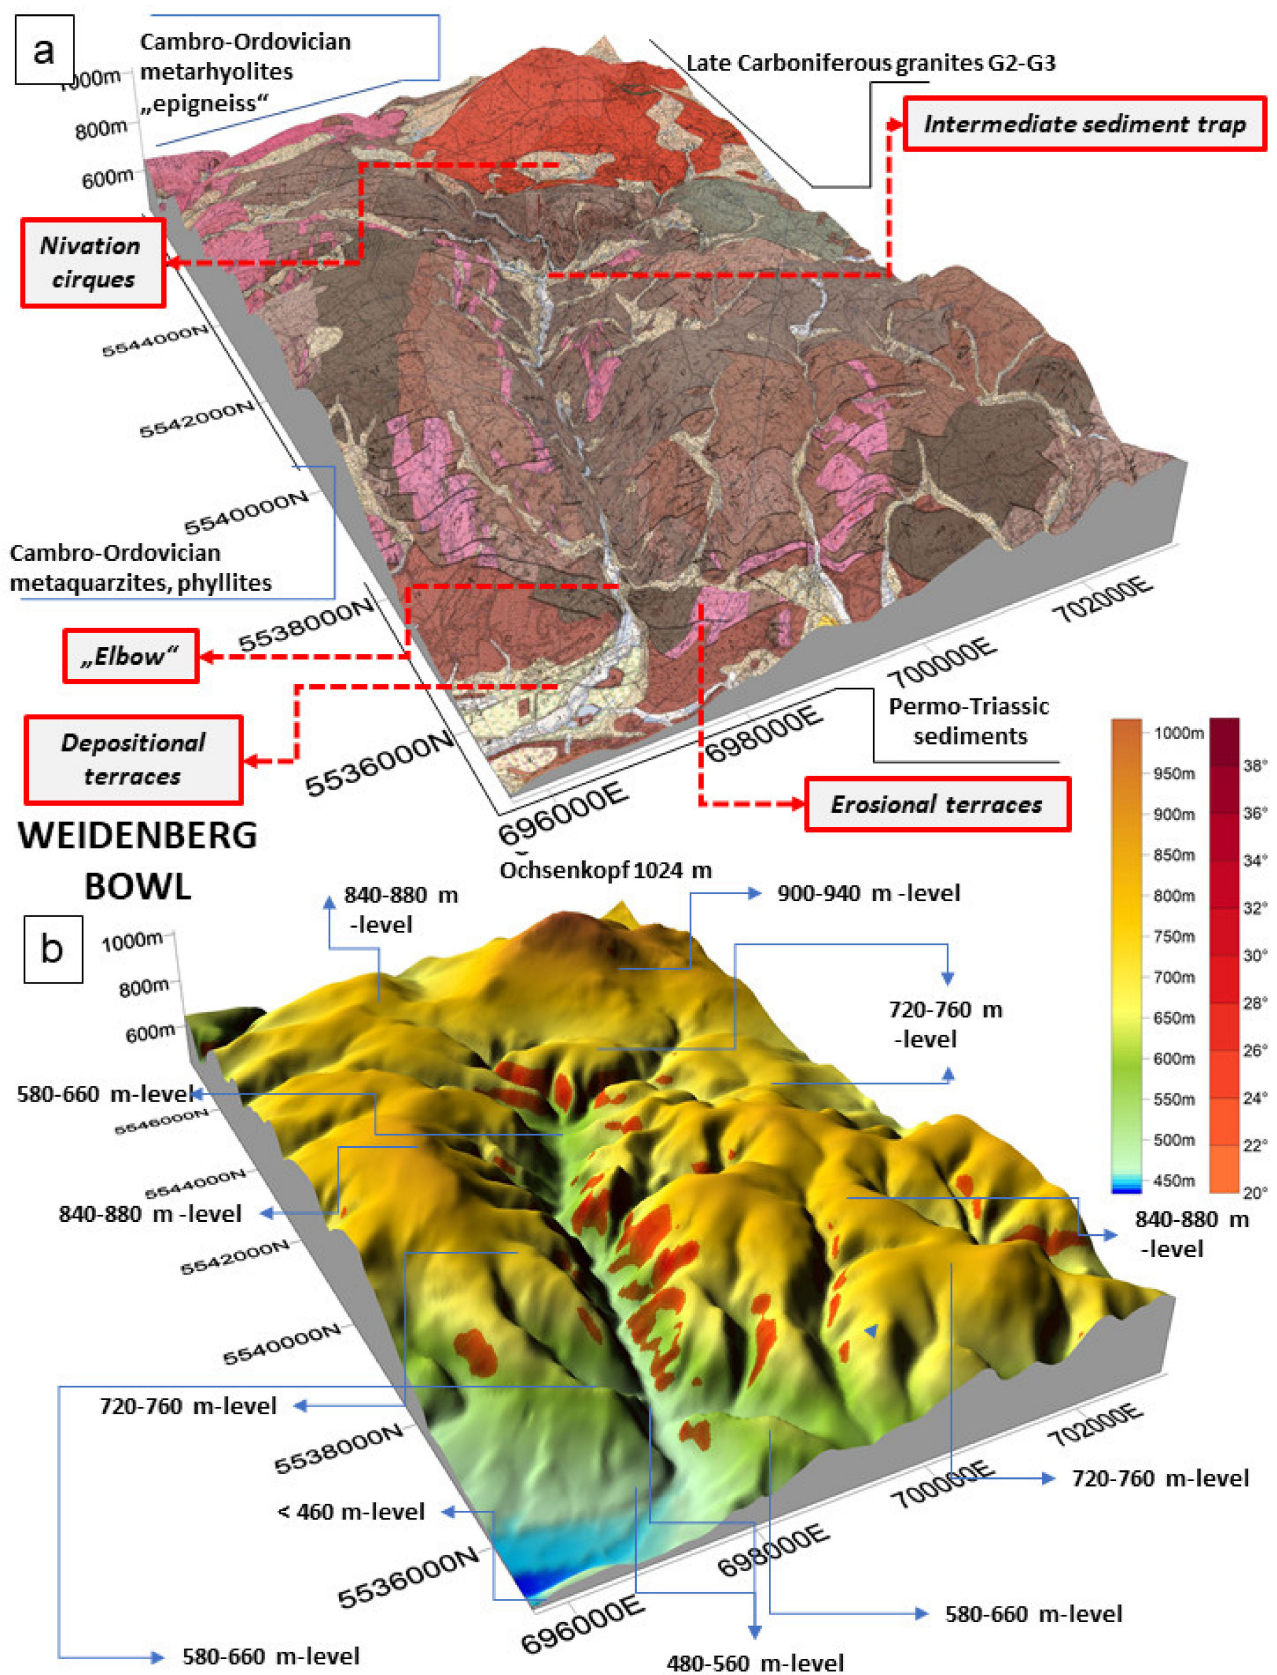 a
Cambro-Ordovician
metarhyolites
„epigneiss“
1000m
800m
600m
Late Carboniferous granites G2-G3
Intermediate sediment trap
Nivation
cirques
5544000N
5542000N
5540000N
Cambro-Ordovician
metaquarzites, phyllites
5538000N
„Elbow“
Depositional
terraces
5536000N
696000E
698000E
700000E
702000E
Permo-Triassic
sediments
Erosional terraces
WEIDENBERG
BOWL
b
Ochsenkopf 1024 m
840-880 m
-level
900-940 m -level
720-760 m
-level
1000m
800m
600m
580-660 m-level
5546000N
5544000N
840-880 m -level
5542000N
5540000N
720-760 m-level
5538000N
< 460 m-level
5536000N
580-660 m-level
696000E
698000E
700000E
702000E
480-560 m-level
580-660 m-level
720-760 m-level
840-880 m
-level
1000m
950m
900m
850m
800m
750m
700m
650m
600m
550m
500m
450m
38°
36°
34°
32°
30°
28°
26°
24°
22°
20°